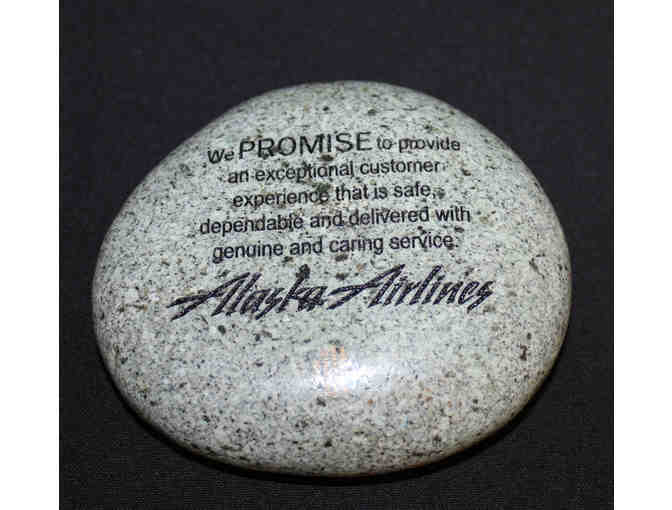 We PROMISE to provide
an exceptional customer
experience that is safe,
dependable and delivered with
genuine and caring service.
Alaska Airlines